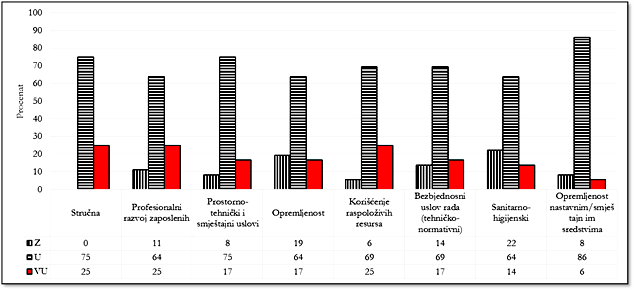 100
90
80
70
60
50
40
30
20
10
0
Procenat
Stručna
Profesionalni
razvoj zaposlenih
Prostorno-
tehnički i
smještajni uslovi
Opremljenost
Korišćenje
raspoloživih
resursa
Bezbjednosni
uslov rada
(tehničko-
normativni)
Sanitarno-
higijenski
Opremljenost
nastavnim/smješ
tajn im
sredstvima
Z 0 11 8 19 6 14 22 8
U 75 64 75 64 69 69 64 86
VU 25 25 17 17 25 17 14 6